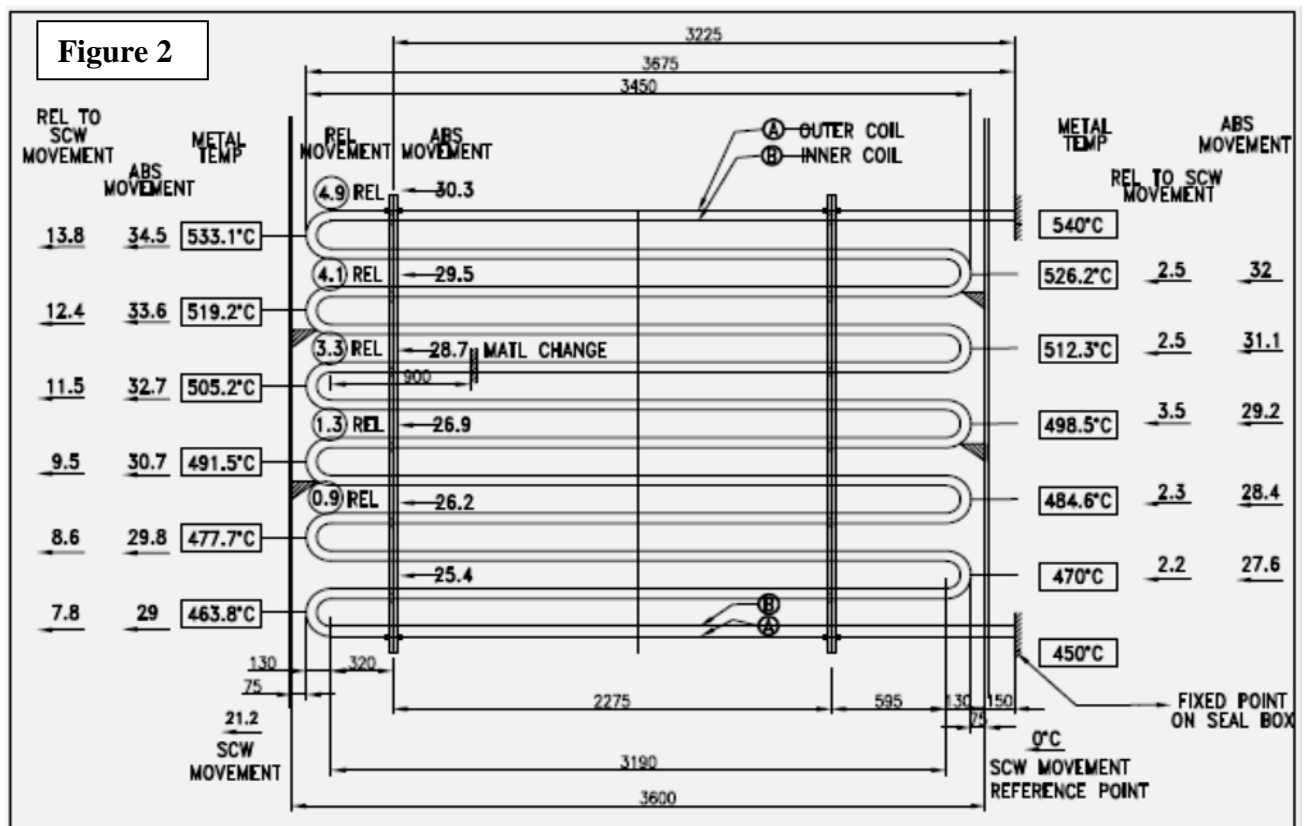 Figure 2
3225
3675
3450
REL TO
SCW
MOVEMENT
ABS
MOVEMENT
METAL
TEMP
REL
MOVEMENT
ABS
MOVEMENT
A OUTER COIL
B INNER COIL
METAL
TEMP
ABS
MOVEMENT
REL TO SCW
MOVEMENT
4.9 REL
30.3
13.8 34.5 533.1°C
540°C
4.1 REL
29.5
526.2°C 2.5 32
12.4 33.6 519.2°C
3.3 REL
28.7 MATL CHANGE
512.3°C 2.5 31.1
900
11.5 32.7 505.2°C
1.3 REL
26.9
498.5°C 3.5 29.2
9.5 30.7 491.5°C
0.9 REL
26.2
484.6°C 2.3 28.4
8.6 29.8 477.7°C
25.4
470°C 2.2 27.6
7.8 29 463.8°C
B
A
450°C
130 320
75
2275
595 130 150
75
FIXED POINT
ON SEAL BOX
21.2
SCW
MOVEMENT
0°C
SCW MOVEMENT
REFERENCE POINT
3190
3600